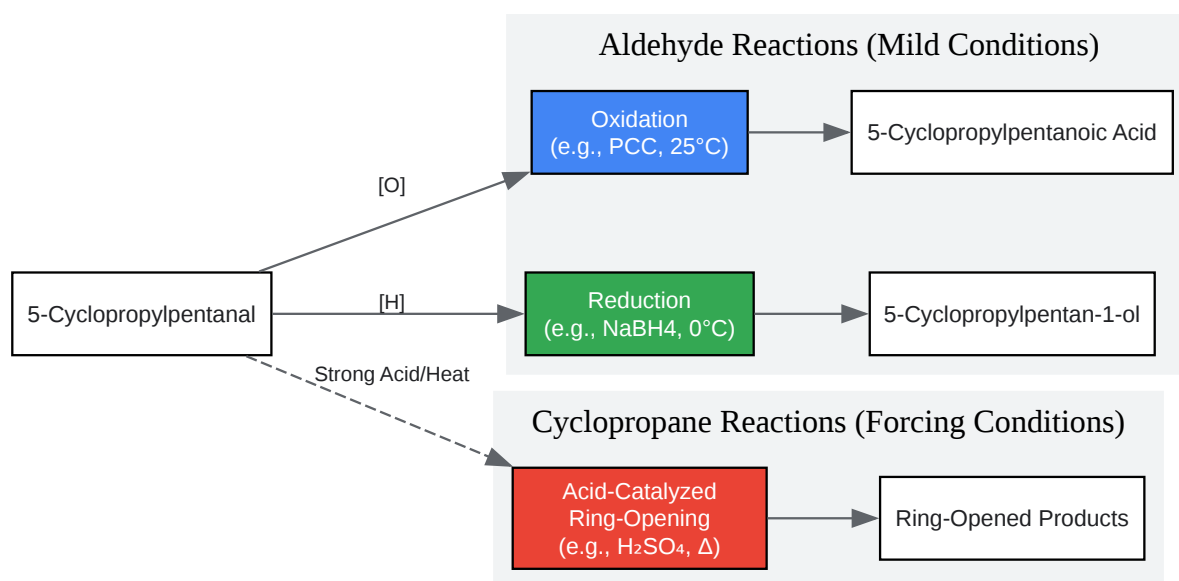 Aldehyde Reactions (Mild Conditions)
Oxidation
(e.g., PCC, 25°C)
5-Cyclopropylpentanoic Acid
[O]
5-Cyclopropylpentanal
[H]
Reduction
(e.g., NaBH4, 0°C)
5-Cyclopropylpentan-1-ol
Strong Acid/Heat
Cyclopropane Reactions (Forcing Conditions)
Acid-Catalyzed
Ring-Opening
(e.g., H₂SO₄, Δ)
Ring-Opened Products